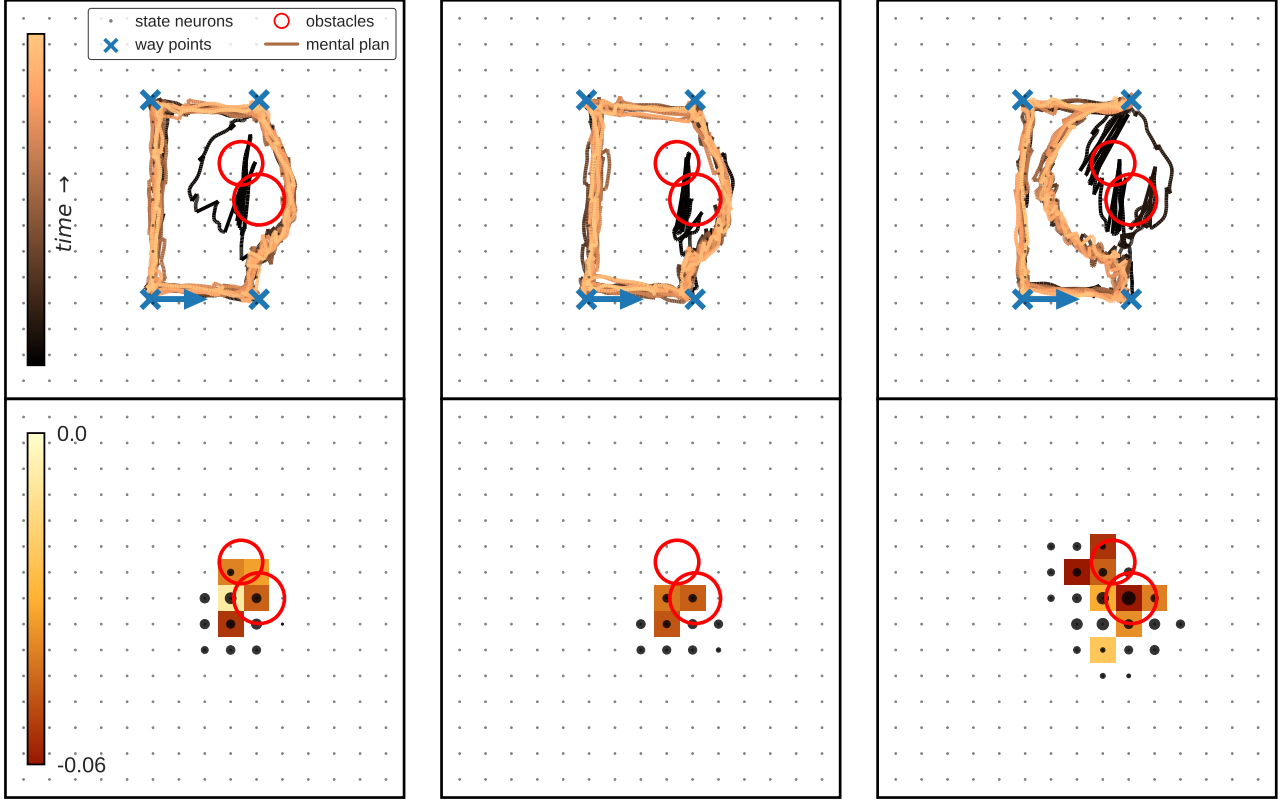 state neurons
obstacles
way points
mental plan
time →
0.0
-0.06